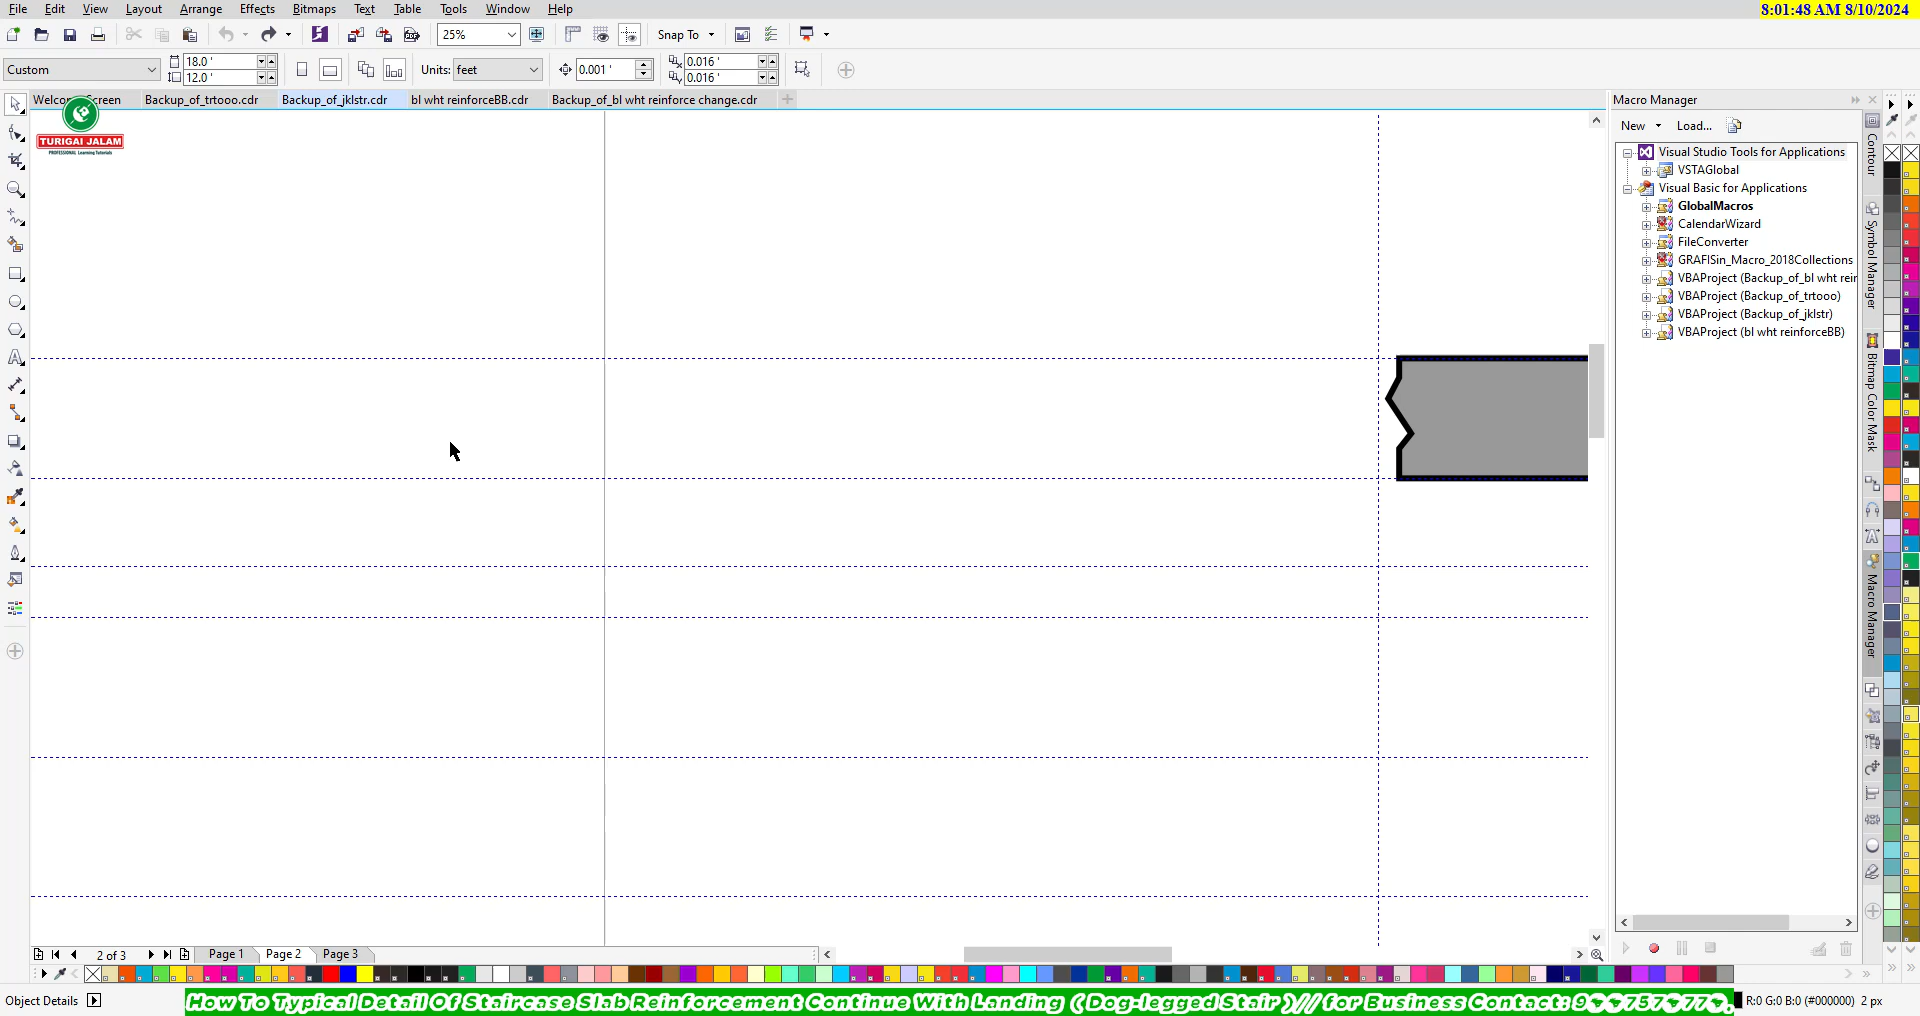 File Edit View Layout Arrange Effects Bitmaps Text Table Tools Window Help
8:01:48 AM 8/10/2024
25%
Snap To
Custom
18.0 '
12.0 '
Units: feet
0.001 '
0.016 '
0.016 '
Backup_of_trtooo.cdr
Backup_of_jklstr.cdr
bl wht reinforceBB.cdr
Backup_of_bl wht reinforce change.cdr
TURIGAI JALAM
PROFESSIONAL Learning Tutorials
Macro Manager
New Load...
Visual Studio Tools for Applications
VSTAGlobal
Visual Basic for Applications
GlobalMacros
CalendarWizard
FileConverter
GRAFISin_Macro_2018Collections
VBAProject (Backup_of_bl wht rei
VBAProject (Backup_of_trtooo)
VBAProject (Backup_of_jklstr)
VBAProject (bl wht reinforceBB)
Contour
Symbol Manager
Bitmap Color Mask
Macro Manager
2 of 3
Page 1
Page 2
Page 3
Object Details
How To Typical Detail Of Staircase Slab Reinforcement Continue With Landing ( Dog-legged Stair )// for Business Contact:
R:0 G:0 B:0 (#000000) 2 px